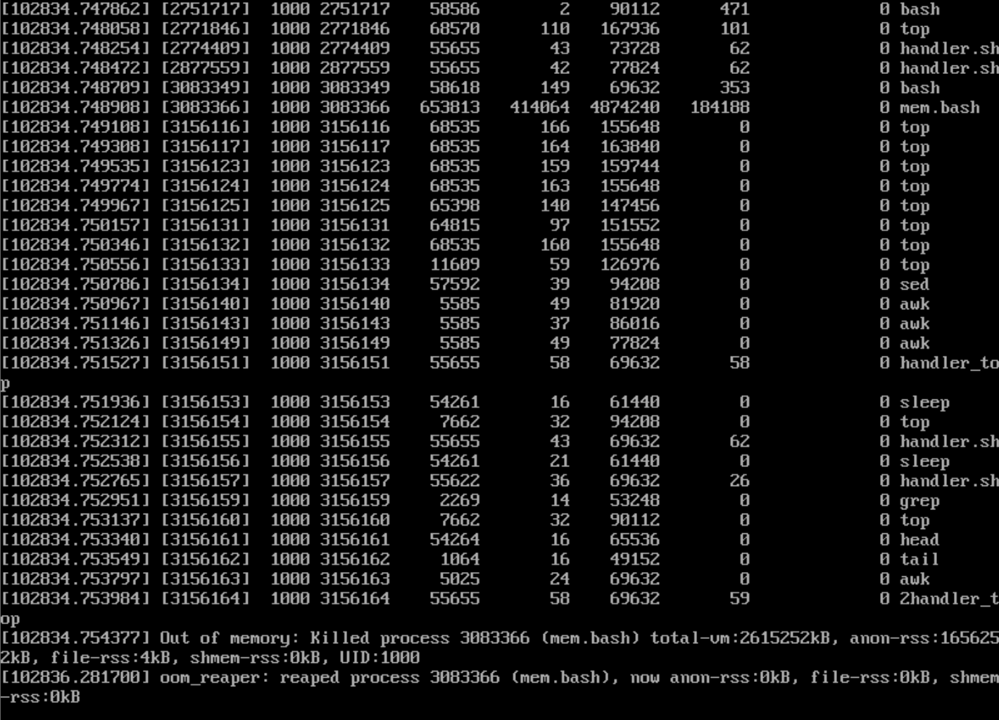 [102834.747862] [2751717]  1000 2751717    58586        2    90112      471             0 bash
[102834.748058] [2771846]  1000 2771846    68570      110   167936      101             0 top
[102834.748254] [2774409]  1000 2774409    55655       43    73728       62             0 handler.sh
[102834.748472] [2877559]  1000 2877559    55655       42    77824       62             0 handler.sh
[102834.748709] [3083349]  1000 3083349    58618      149    69632      353             0 bash
[102834.748908] [3083366]  1000 3083366   653813   414064  4874240   184188             0 mem.bash
[102834.749108] [3156116]  1000 3156116    68535      166   155648        0             0 top
[102834.749308] [3156117]  1000 3156117    68535      164   163840        0             0 top
[102834.749535] [3156123]  1000 3156123    68535      159   159744        0             0 top
[102834.749774] [3156124]  1000 3156124    68535      163   155648        0             0 top
[102834.749967] [3156125]  1000 3156125    65398      140   147456        0             0 top
[102834.750157] [3156131]  1000 3156131    64815       97   151552        0             0 top
[102834.750346] [3156132]  1000 3156132    68535      160   155648        0             0 top
[102834.750556] [3156133]  1000 3156133    11609       59   126976        0             0 top
[102834.750786] [3156134]  1000 3156134    57592       39    94208        0             0 sed
[102834.750967] [3156140]  1000 3156140     5585       49    81920        0             0 awk
[102834.751146] [3156143]  1000 3156143     5585       37    86016        0             0 awk
[102834.751326] [3156149]  1000 3156149     5585       49    77824        0             0 awk
[102834.751527] [3156151]  1000 3156151    55655       58    69632       58             0 handler_to
p
[102834.751936] [3156153]  1000 3156153    54261       16    61440        0             0 sleep
[102834.752124] [3156154]  1000 3156154     7662       32    94208        0             0 top
[102834.752312] [3156155]  1000 3156155    55655       43    69632       62             0 handler.sh
[102834.752538] [3156156]  1000 3156156    54261       21    61440        0             0 sleep
[102834.752765] [3156157]  1000 3156157    55622       36    69632       26             0 handler.sh
[102834.752951] [3156159]  1000 3156159     2269       14    53248        0             0 grep
[102834.753137] [3156160]  1000 3156160     7662       32    90112        0             0 top
[102834.753340] [3156161]  1000 3156161    54264       16    65536        0             0 head
[102834.753549] [3156162]  1000 3156162     1064       16    49152        0             0 tail
[102834.753797] [3156163]  1000 3156163     5025       24    69632        0             0 awk
[102834.753984] [3156164]  1000 3156164    55655       58    69632       59             0 2handler_t
op
[102834.754377] Out of memory: Killed process 3083366 (mem.bash) total-vm:2615252kB, anon-rss:165625
2kB, file-rss:4kB, shmem-rss:0kB, UID:1000
[102836.281700] oom_reaper: reaped process 3083366 (mem.bash), now anon-rss:0kB, file-rss:0kB, shmem
-rss:0kB